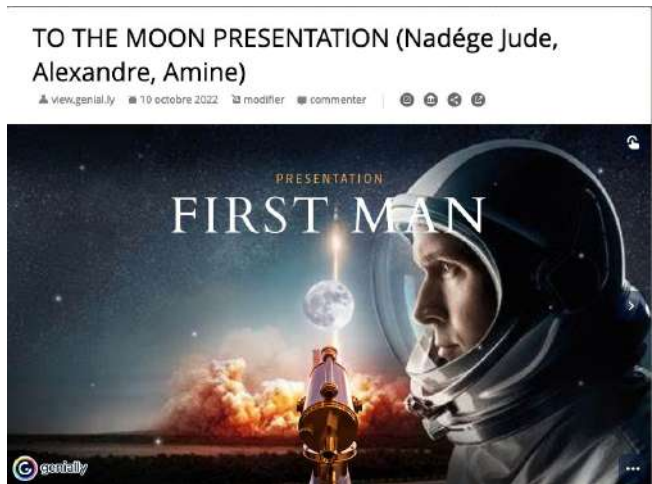 TO THE MOON PRESENTATION (Nadége Jude,
Alexandre, Amine)
view.genial.ly 10 octobre 2022 modifier commenter
PRESENTATION
FIRST MAN
genially